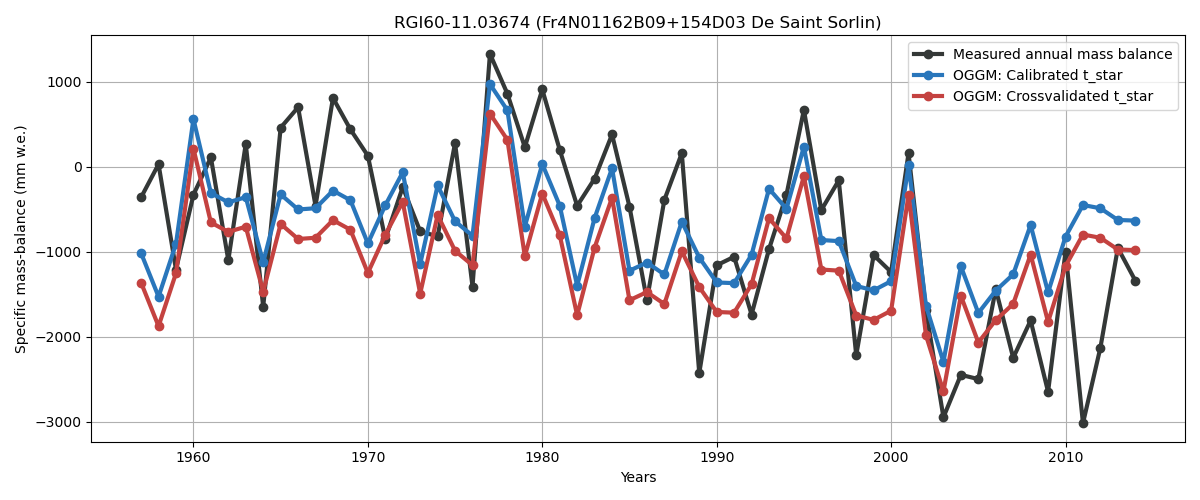 RGI60-11.03674 (Fr4N01162B09+154D03 De Saint Sorlin)
Measured annual mass balance
OGGM: Calibrated t_star
OGGM: Crossvalidated t_star
Specific mass-balance (mm w.e.)
1000
0
−1000
−2000
−3000
1960 1970 1980 1990 2000 2010
Years